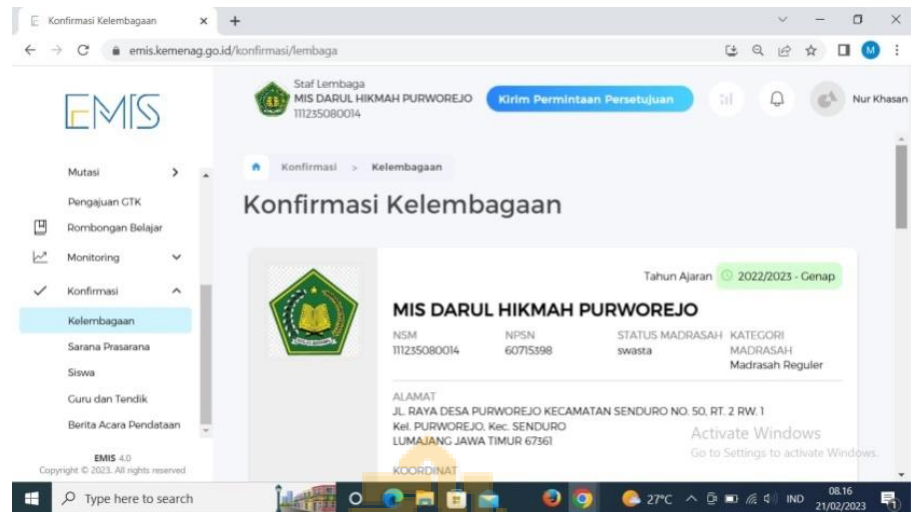 Konfirmasi Kelembagaan
emis.kemenag.go.id/konfirmasi/lembaga
M
EMIS
Staf Lembaga
MIS DARUL HIKMAH PURWOREJO
111235080014
Kirim Permintaan Persetujuan
Nur Khasan
Mutasi
Pengajuan GTK
Rombongan Belajar
Monitoring
Konfirmasi
Kelembagaan
Sarana Prasarana
Siswa
Guru dan Tendik
Berita Acara Pendataan
EMIS 4.0
Copyright © 2023. All rights reserved
Konfirmasi > Kelembagaan
Konfirmasi Kelembagaan
Tahun Ajaran 2022/2023 - Genap
MIS DARUL HIKMAH PURWOREJO
NSM NPSN STATUS MADRASAH KATEGORI MADRASAH
111235080014 60715398 swasta Madrasah Reguler
ALAMAT
JL. RAYA DESA PURWOREJO KECAMATAN SENDURO NO. 50, RT. 2 RW. 1
Kel. PURWOREJO, Kec. SENDURO
LUMAJANG JAWA TIMUR 67361
KOORDINAT
Activate Windows
Go to Settings to activate Windows.
Type here to search
27°C
IND
08.16
21/02/2023